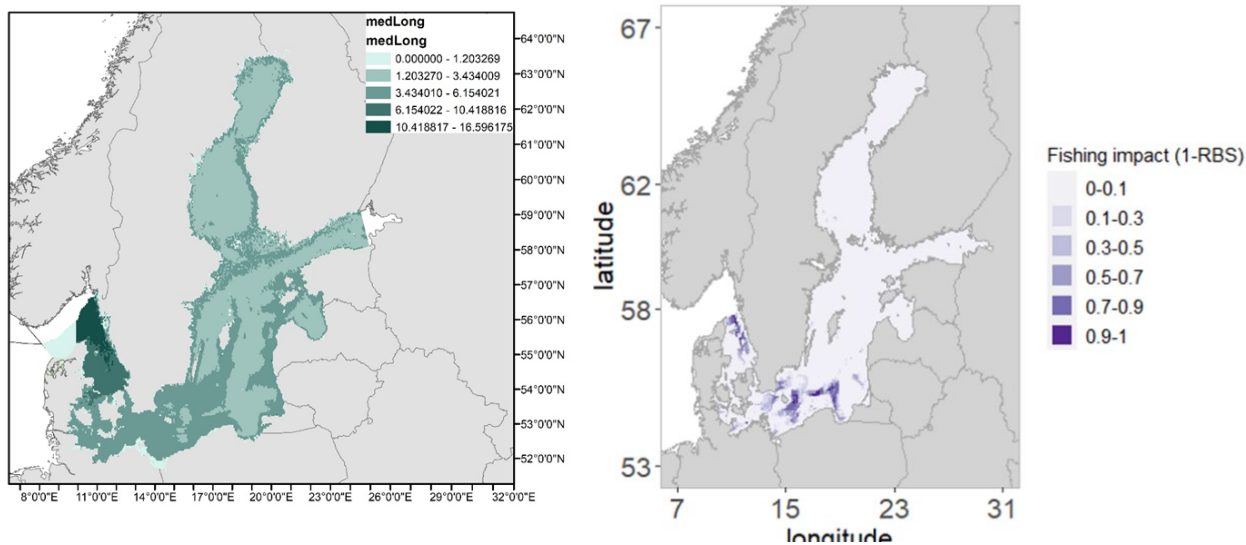 medLong
medLong
0.000000 - 1.203269
1.203270 - 3.434009
3.434010 - 6.154021
6.154022 - 10.418816
10.418817 - 16.596175
64°0'0"N
63°0'0"N
62°0'0"N
61°0'0"N
60°0'0"N
59°0'0"N
58°0'0"N
57°0'0"N
56°0'0"N
55°0'0"N
54°0'0"N
53°0'0"N
52°0'0"N
8°0'0"E 11°0'0"E 14°0'0"E 17°0'0"E 20°0'0"E 23°0'0"E 26°0'0"E 29°0'0"E 32°0'0"E
67
62
58
53
latitude
7 15 23 31
longitude
Fishing impact (1-RBS)
0-0.1
0.1-0.3
0.3-0.5
0.5-0.7
0.7-0.9
0.9-1